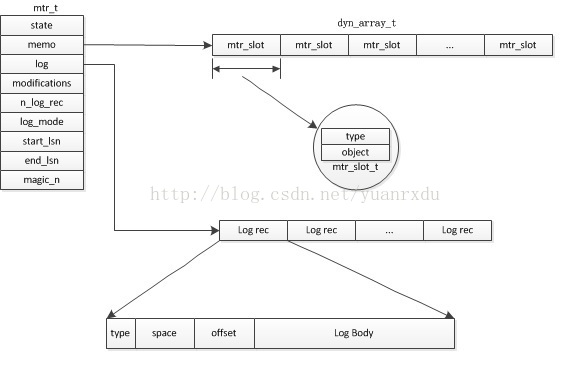 mtr_t
state
memo
log
modifications
n_log_rec
log_mode
start_lsn
end_lsn
magic_n
dyn_array_t
mtr_slot mtr_slot mtr_slot ... mtr_slot
type
object
mtr_slot_t
http://blog.csdn.net/yuanrxdu
Log rec Log rec ... Log rec
type space offset Log Body